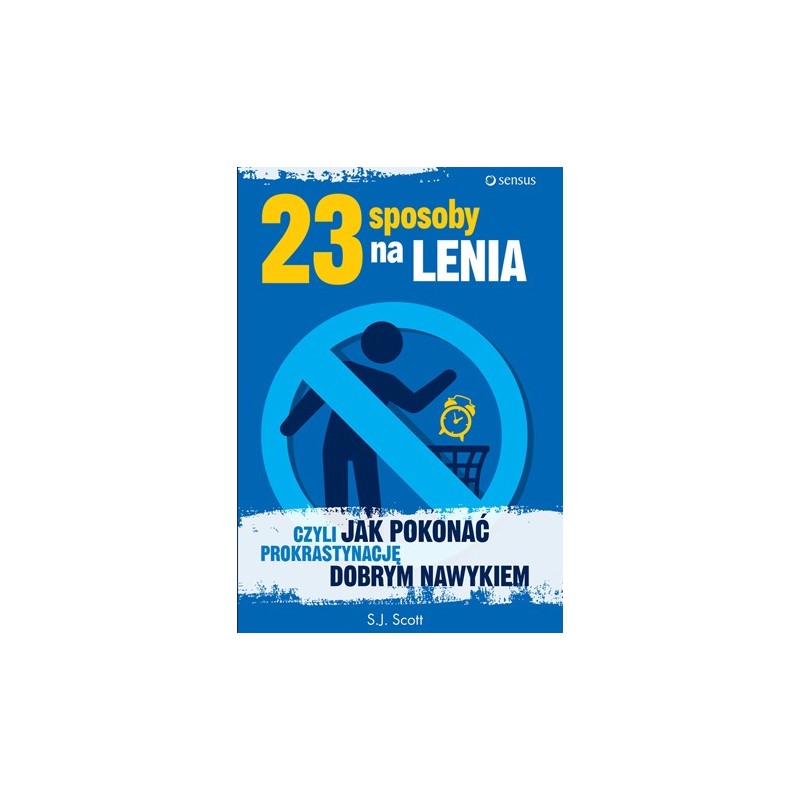 sensus
23 sposoby
na LENIA
CZYLI JAK POKONAĆ
PROKRASTYNACJĘ
DOBRYM NAWYKIEM
S.J. Scott